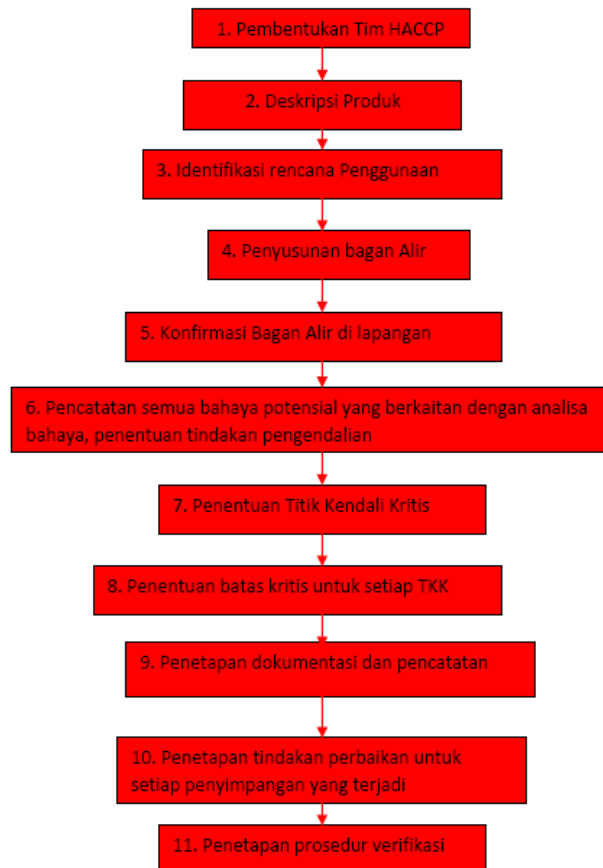 1. Pembentukan Tim HACCP
2. Deskripsi Produk
3. Identifikasi rencana Penggunaan
4. Penyusunan bagan Alir
5. Konfirmasi Bagan Alir di lapangan
6. Pencatatan semua bahaya potensial yang berkaitan dengan analisa
bahaya, penentuan tindakan pengendalian
7. Penentuan Titik Kendali Kritis
8. Penentuan batas kritis untuk setiap TKK
9. Penetapan dokumentasi dan pencatatan
10. Penetapan tindakan perbaikan untuk
setiap penyimpangan yang terjadi
11. Penetapan prosedur verifikasi